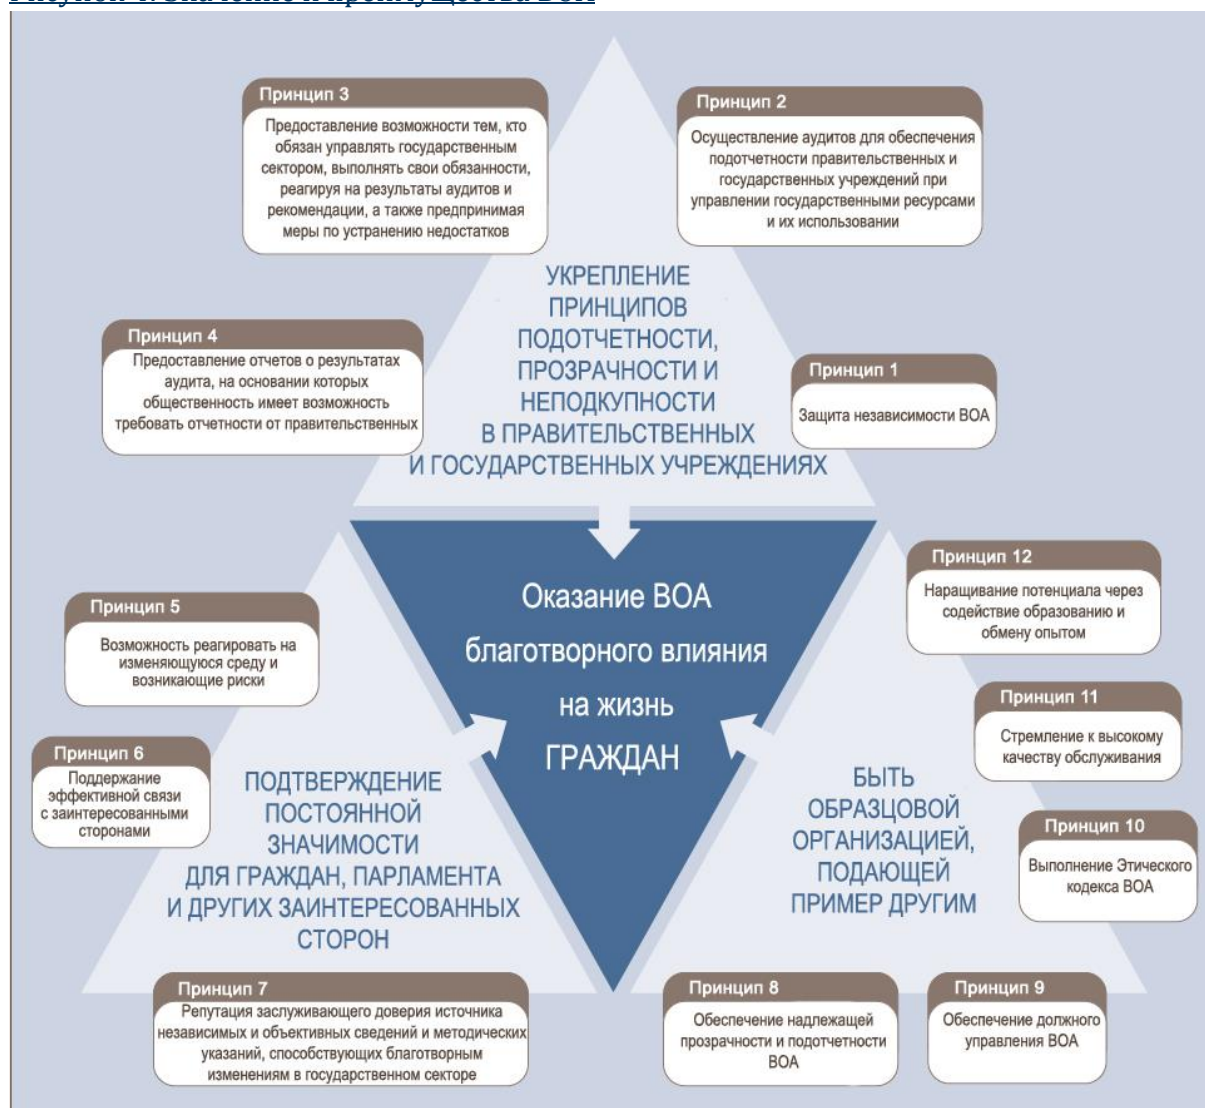 Рисунок Значение и преимущества ВОА
Принцип 3
Предоставление возможности тем, кто
обязан управлять государственным
сектором, выполнять свои обязанности,
реагируя на результаты аудитов и
рекомендации, а также предпринимая
меры по устранению недостатков
Принцип 2
Осуществление аудитов для обеспечения
подотчетности правительственных и
государственных учреждений при
управлении государственными ресурсами
и их использовании
УКРЕПЛЕНИЕ
ПРИНЦИПОВ
ПОДОТЧЕТНОСТИ,
ПРОЗРАЧНОСТИ И
НЕПОДКУПНОСТИ
В ПРАВИТЕЛЬСТВЕННЫХ
И ГОСУДАРСТВЕННЫХ УЧРЕЖДЕНИЯХ
Принцип 4
Предоставление отчетов о результатах
аудита, на основании которых
общественность имеет возможность
требовать отчетности от правительственных
Принцип 1
Защита независимости ВОА
Оказание ВОА
благотворного влияния
на жизнь
ГРАЖДАН
Принцип 12
Наращивание потенциала через
содействие образованию и
обмену опытом
Принцип 5
Возможность реагировать на
изменяющуюся среду и
возникающие риски
Принцип 11
Стремление к высокому
качеству обслуживания
Принцип 6
Поддержание
эффективной связи
с заинтересованными
сторонами
ПОДТВЕРЖДЕНИЕ
ПОСТОЯННОЙ
ЗНАЧИМОСТИ
ДЛЯ ГРАЖДАН, ПАРЛАМЕНТА
И ДРУГИХ ЗАИНТЕРЕСОВАННЫХ
СТОРОН
БЫТЬ
ОБРАЗЦОВОЙ
ОРГАНИЗАЦИЕЙ,
ПОДАЮЩЕЙ
ПРИМЕР ДРУГИМ
Принцип 10
Выполнение Этического
кодекса ВОА
Принцип 7
Репутация заслуживающего доверия источника
независимых и объективных сведений и методических
указаний, способствующих благотворным
изменениям в государственном секторе
Принцип 8
Обеспечение надлежащей
прозрачности и подотчетности
ВОА
Принцип 9
Обеспечение должного
управления ВОА